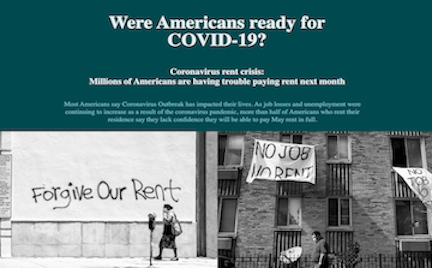 Were Americans ready for
COVID-19?
Coronavirus rent crisis:
Millions of Americans are having trouble paying rent next month
Most Americans say Coronavirus Outbreak has impacted their lives. As job losses and unemployment were
continuing to increase as a result of the coronavirus pandemic, more than half of Americans who rent their
residence say they lack confidence they will be able to pay May rent in full.
Forgive Our Rent
NO JOB
NO RENT